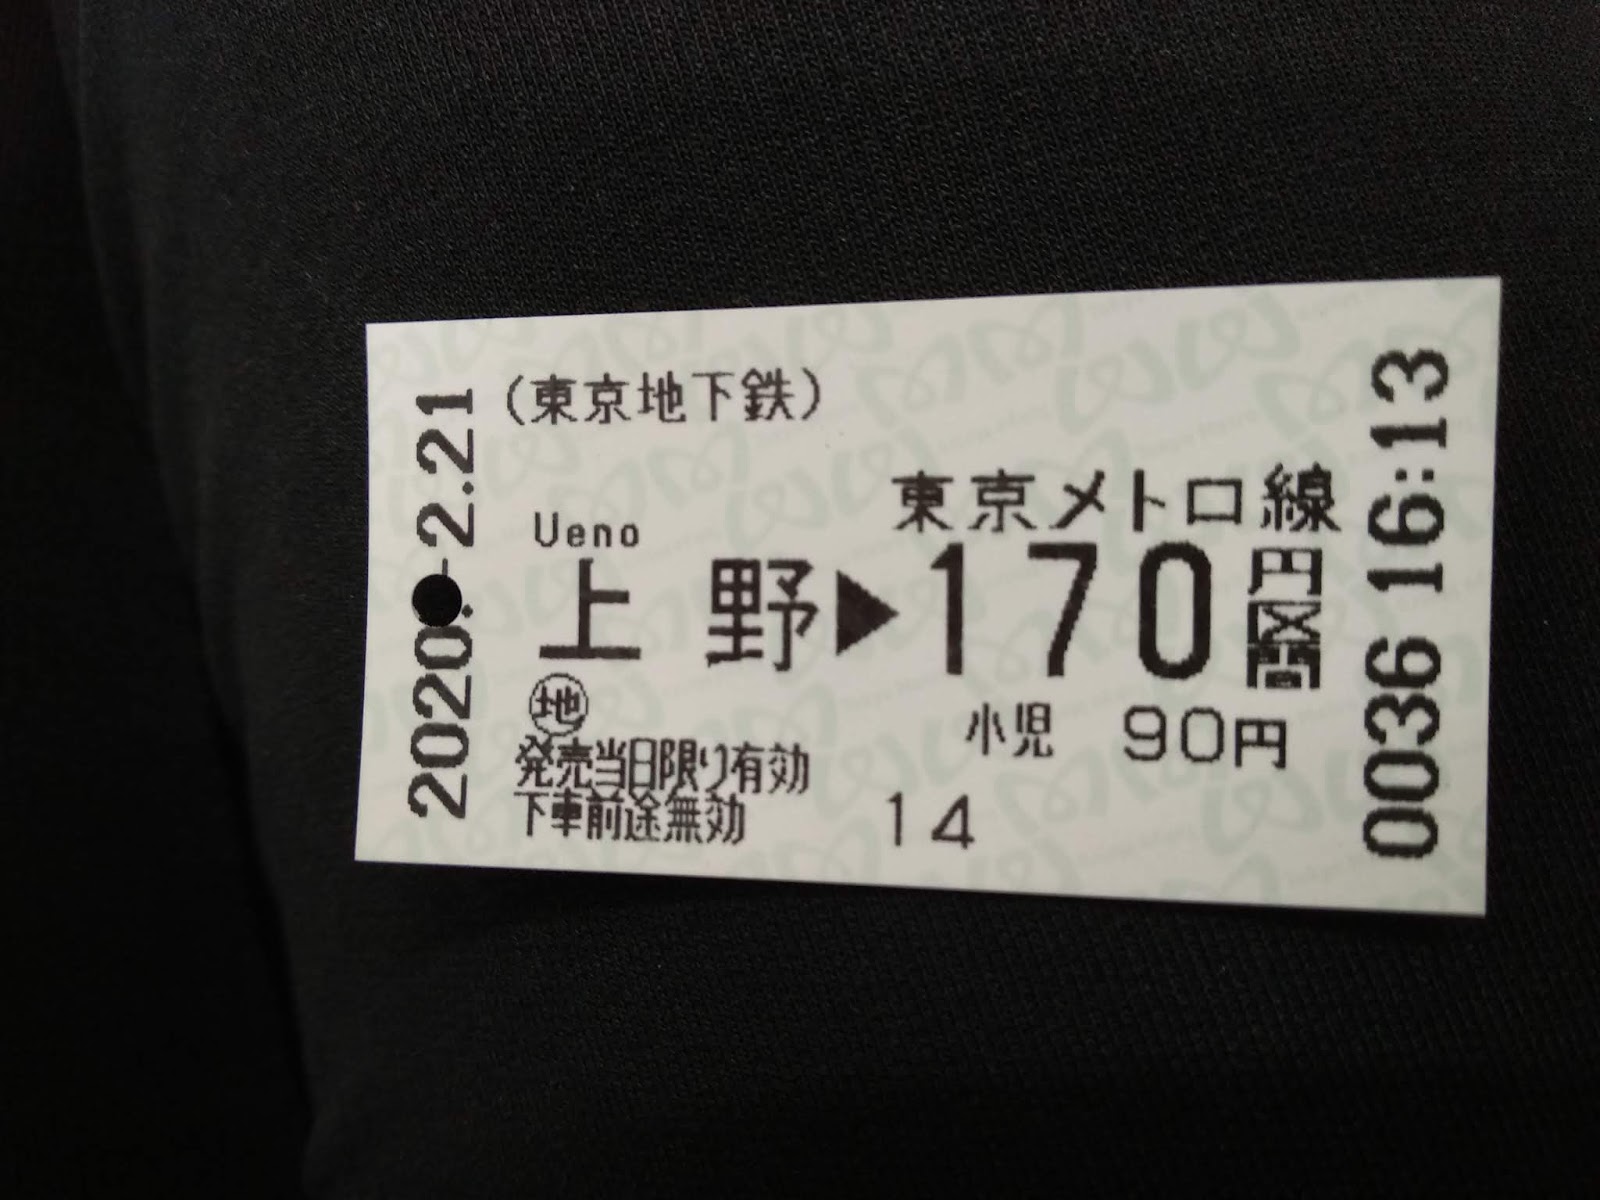 (東京地下鉄)
東京メトロ線
Ueno
上野▶170円区間
地
小児 90円
発売当日限り有効
下車前途無効
14
2020.-2.21
0036 16:13